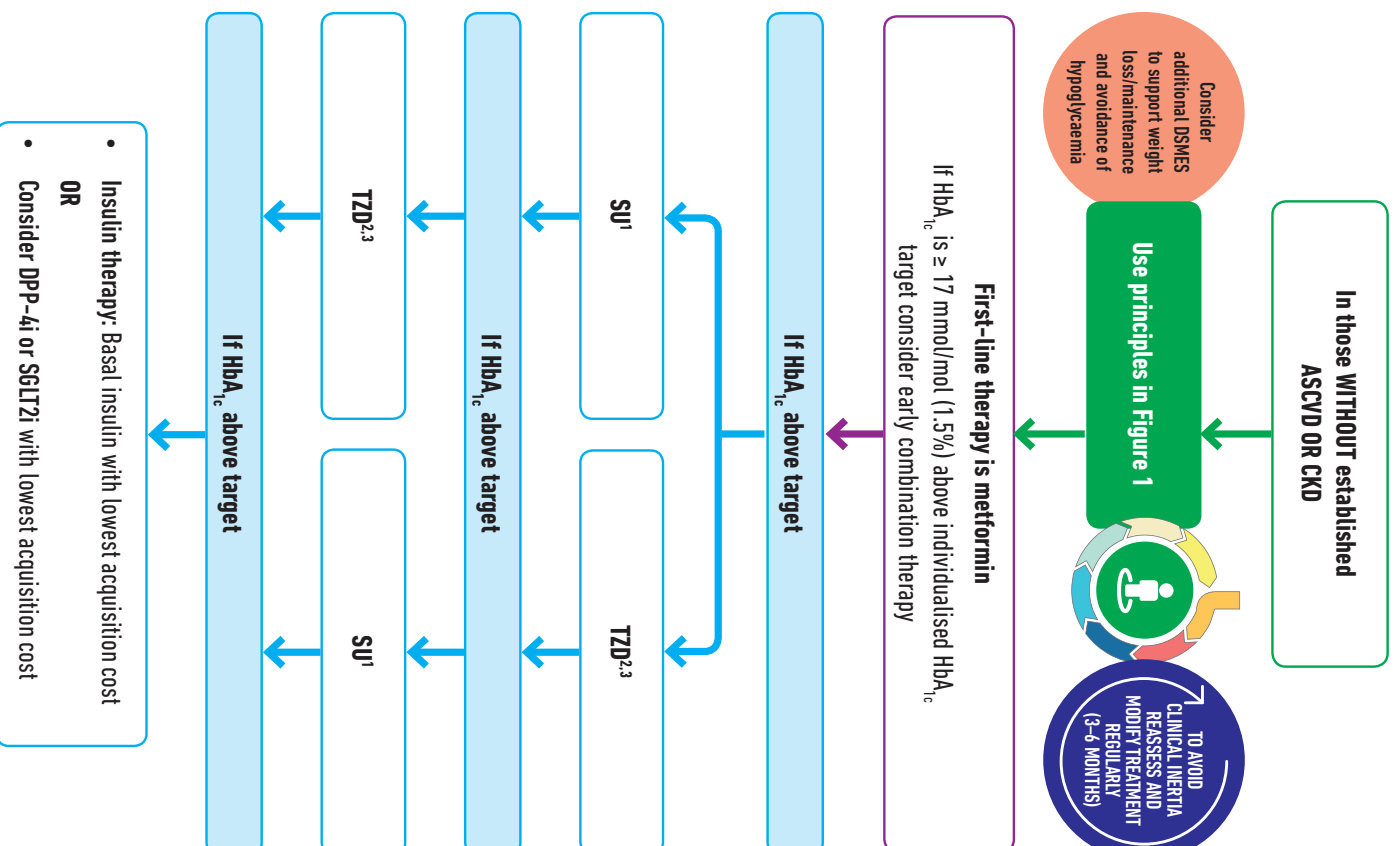 In those WITHOUT established
ASCVD OR CKD
Consider
additional DSMES
to support weight
loss/maintenance
and avoidance of
hypoglycaemia
Use principles in Figure 1
TO AVOID
CLINICAL INERTIA
REASSESS AND
MODIFY TREATMENT
REGULARLY
(3–6 MONTHS)
First-line therapy is metformin
If HbA1c is ≥ 17 mmol/mol (1.5%) above individualised HbA1c
target consider early combination therapy
If HbA1c above target
SU1
TZD2,3
If HbA1c above target
TZD2,3
SU1
If HbA1c above target
• Insulin therapy: Basal insulin with lowest acquisition cost
OR
• Consider DPP-4i or SGLT2i with lowest acquisition cost